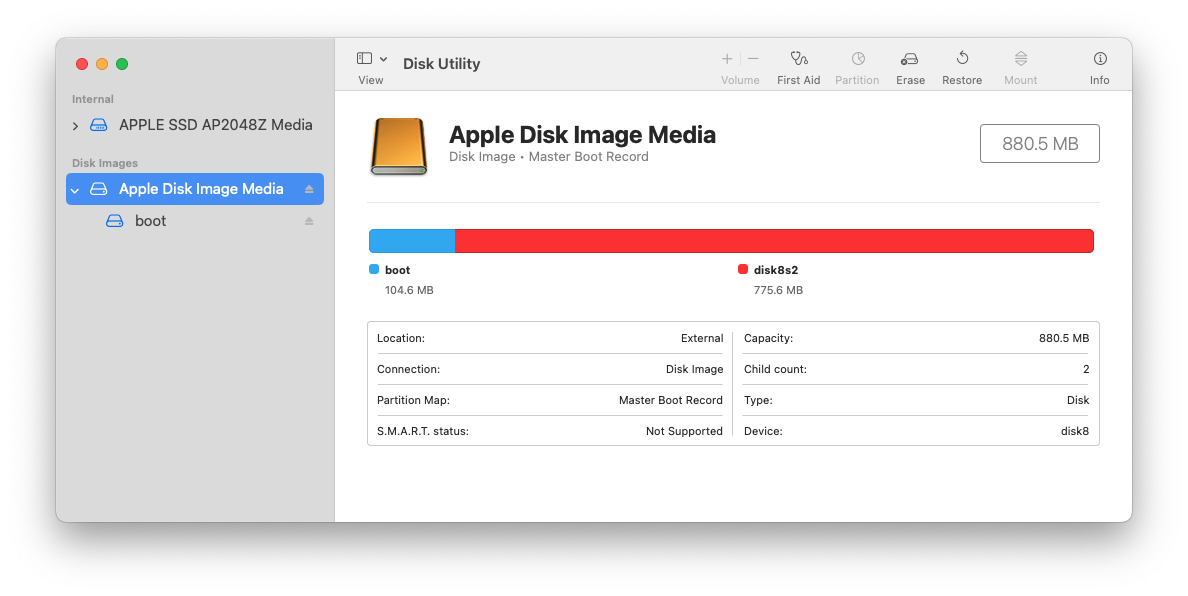 Disk Utility
View
Volume
First Aid
Partition
Erase
Restore
Mount
Info
Internal
APPLE SSD AP2048Z Media
Disk Images
Apple Disk Image Media
boot
Apple Disk Image Media
Disk Image • Master Boot Record
880.5 MB
boot
104.6 MB
disk8s2
775.6 MB
Location: External
Connection: Disk Image
Partition Map: Master Boot Record
S.M.A.R.T. status: Not Supported
Capacity: 880.5 MB
Child count: 2
Type: Disk
Device: disk8